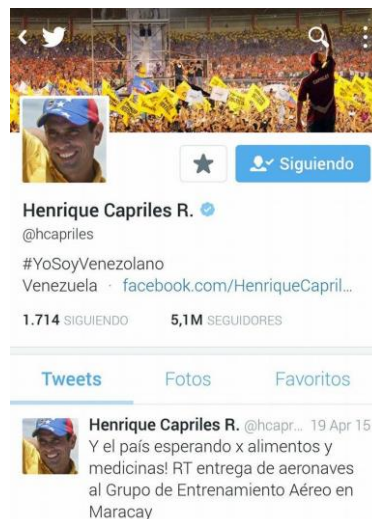 Siguiendo
Henrique Capriles R.
@hcapriles
#YoSoyVenezolano
Venezuela · facebook.com/HenriqueCapril...
1.714 SIGUIENDO 5,1M SEGUIDORES
Tweets Fotos Favoritos
Henrique Capriles R. @hcapr... 19 Apr 15
Y el país esperando x alimentos y
medicinas! RT entrega de aeronaves
al Grupo de Entrenamiento Aéreo en
Maracay